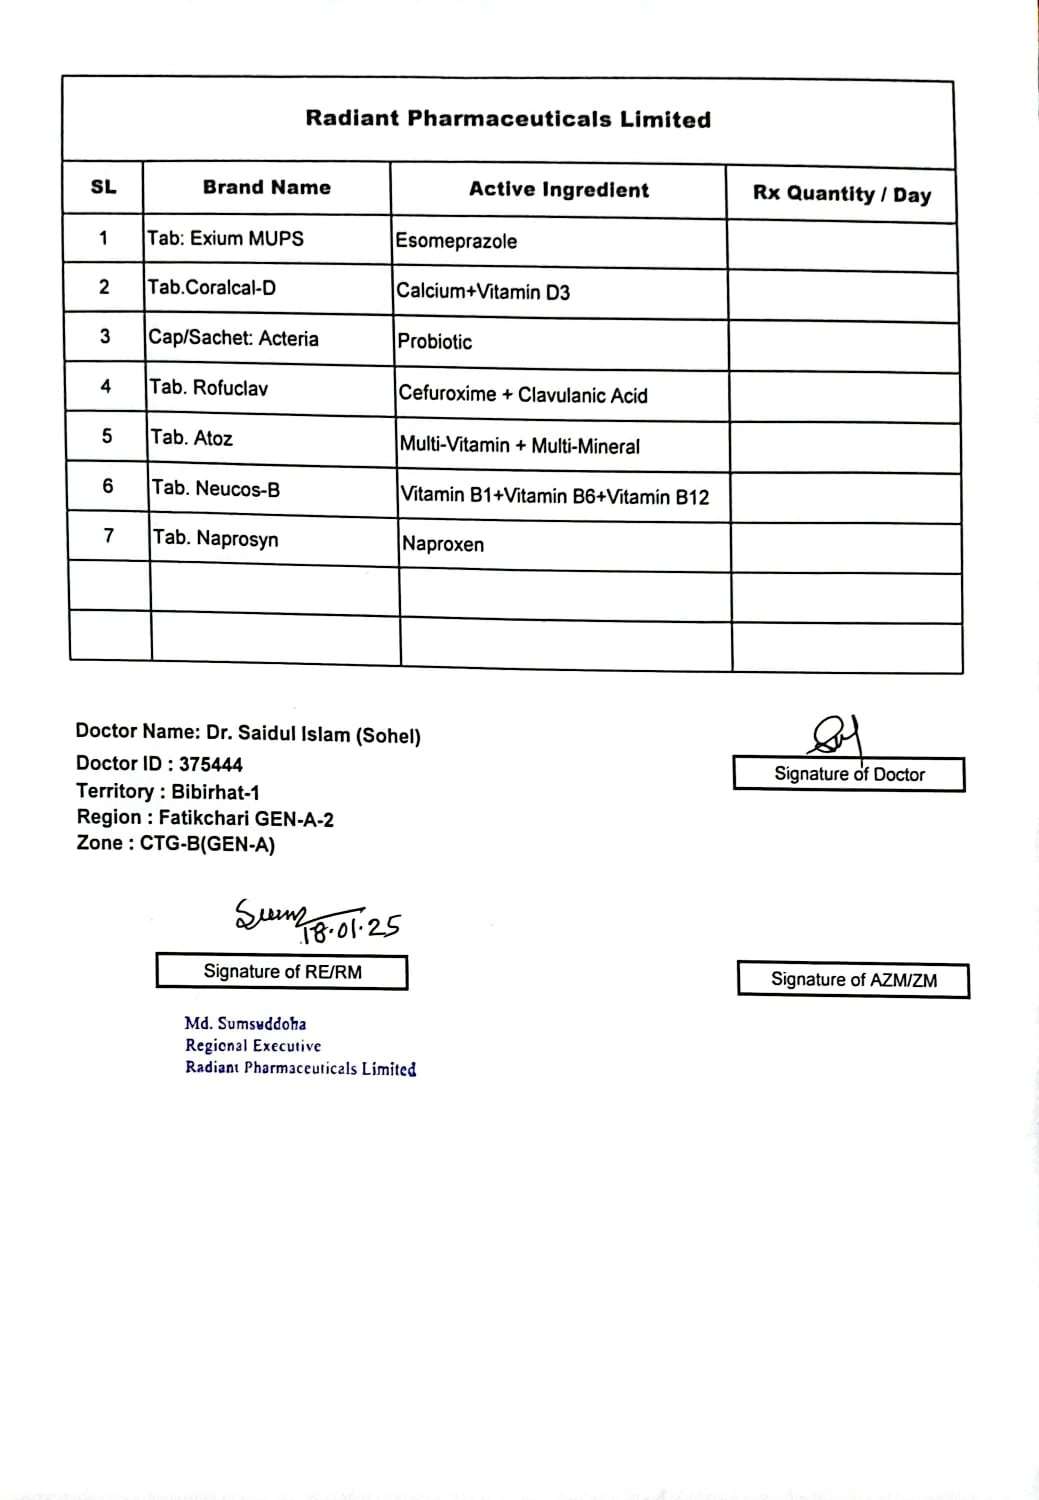 Radiant Pharmaceuticals Limited
SL Brand Name Active Ingredient Rx Quantity / Day
1 Tab: Exium MUPS Esomeprazole
2 Tab.Coralcal-D Calcium+Vitamin D3
3 Cap/Sachet: Acteria Probiotic
4 Tab. Rofuclav Cefuroxime + Clavulanic Acid
5 Tab. Atoz Multi-Vitamin + Multi-Mineral
6 Tab. Neucos-B Vitamin B1+Vitamin B6+Vitamin B12
7 Tab. Naprosyn Naproxen
Doctor Name: Dr. Saidul Islam (Sohel)
Doctor ID : 375444
Territory : Bibirhat-1
Region : Fatikchari GEN-A-2
Zone : CTG-B(GEN-A)
Signature of Doctor
18.01.25
Signature of RE/RM
Signature of AZM/ZM
Md. Sumsuddoha
Regional Executive
Radiant Pharmaceuticals Limited